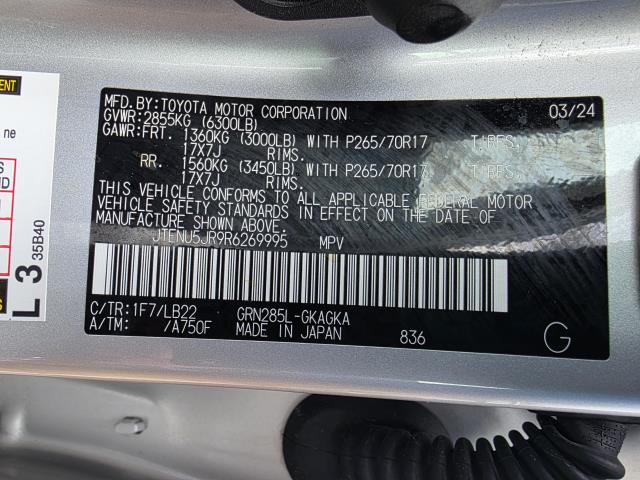 MFD.BY:TOYOTA MOTOR CORPORATION 03/24
GVWR:2855KG (6300LB)
GAWR:FRT. 1360KG (3000LB) WITH P265/70R17 TIRES,
17X7J RIMS.
RR. 1560KG (3450LB) WITH P265/70R17 TIRES,
17X7J RIMS.
THIS VEHICLE CONFORMS TO ALL APPLICABLE FEDERAL MOTOR
VEHICLE SAFETY STANDARDS IN EFFECT ON THE DATE OF
MANUFACTURE SHOWN ABOVE.
JTENU5JR9R6269995 MPV
C/TR:1F7/LB22 GRN285L-GKAGKA
A/TM: /A750F MADE IN JAPAN 836
G
ne
L 3 35B40